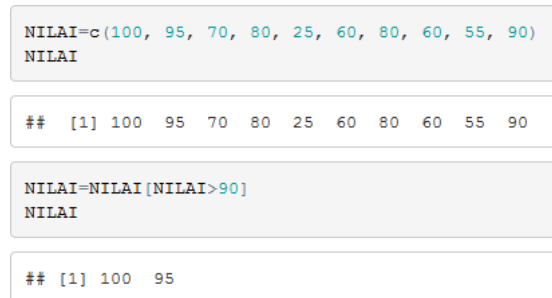 NILAI=c(100, 95, 70, 80, 25, 60, 80, 60, 55, 90)
NILAI
##  [1] 100  95  70  80  25  60  80  60  55  90
NILAI=NILAI[NILAI>90]
NILAI
## [1] 100  95